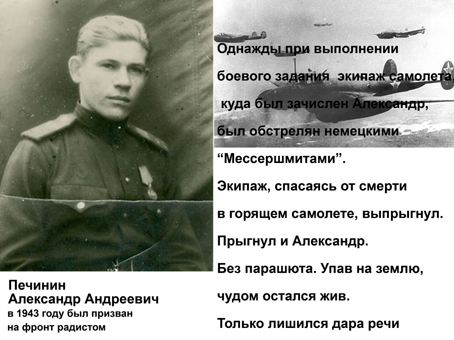 Однажды при выполнении
боевого задания экипаж самолета,
куда был зачислен Александр,
был обстрелян немецкими
“Мессершмитами”.
Экипаж, спасаясь от смерти
в горящем самолете, выпрыгнул.
Прыгнул и Александр.
Без парашюта. Упав на землю,
чудом остался жив.
Только лишился дара речи
Печинин
Александр Андреевич
в 1943 году был призван
на фронт радистом